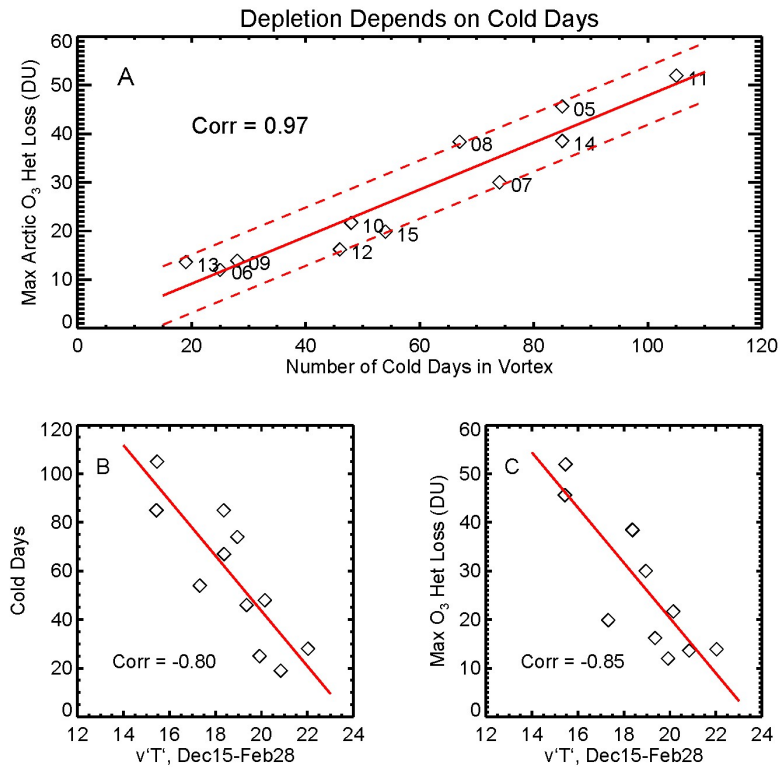 Depletion Depends on Cold Days
Max Arctic O3 Het Loss (DU)
60
50
40
30
20
10
0
A
Corr = 0.97
11
05
08
14
07
10
15
12
13
09
06
0 20 40 60 80 100 120
Number of Cold Days in Vortex
Cold Days
120
100
80
60
40
20
0
B
Corr = -0.80
12 14 16 18 20 22 24
v'T', Dec15-Feb28
Max O3 Het Loss (DU)
60
50
40
30
20
10
0
C
Corr = -0.85
12 14 16 18 20 22 24
v'T', Dec15-Feb28